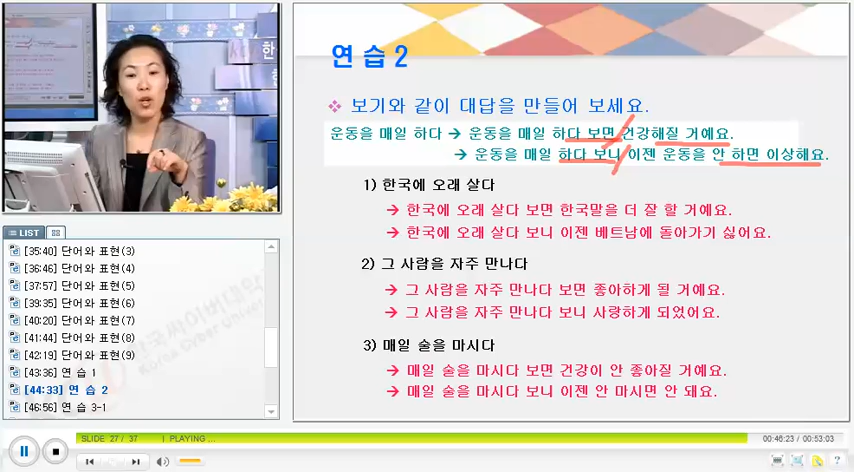 연 습 2
❖ 보기와 같이 대답을 만들어 보세요.
운동을 매일 하다 → 운동을 매일 하다 보면 건강해질 거예요.
→ 운동을 매일 하다 보니 이젠 운동을 안 하면 이상해요.
1) 한국에 오래 살다
→ 한국에 오래 살다 보면 한국말을 더 잘 할 거예요.
→ 한국에 오래 살다 보니 이젠 베트남에 돌아가기 싫어요.
2) 그 사람을 자주 만나다
→ 그 사람을 자주 만나다 보면 좋아하게 될 거예요.
→ 그 사람을 자주 만나다 보니 사랑하게 되었어요.
3) 매일 술을 마시다
→ 매일 술을 마시다 보면 건강이 안 좋아질 거예요.
→ 매일 술을 마시다 보니 이젠 안 마시면 안 돼요.
LIST
[35:40] 단어와 표현(3)
[36:46] 단어와 표현(4)
[37:57] 단어와 표현(5)
[39:35] 단어와 표현(6)
[40:20] 단어와 표현(7)
[41:44] 단어와 표현(8)
[42:19] 단어와 표현(9)
[43:36] 연 습 1
[44:33] 연 습 2
[46:56] 연 습 3-1
SLIDE 27 / 37 | PLAYING ...
00:46:23 / 00:53:03